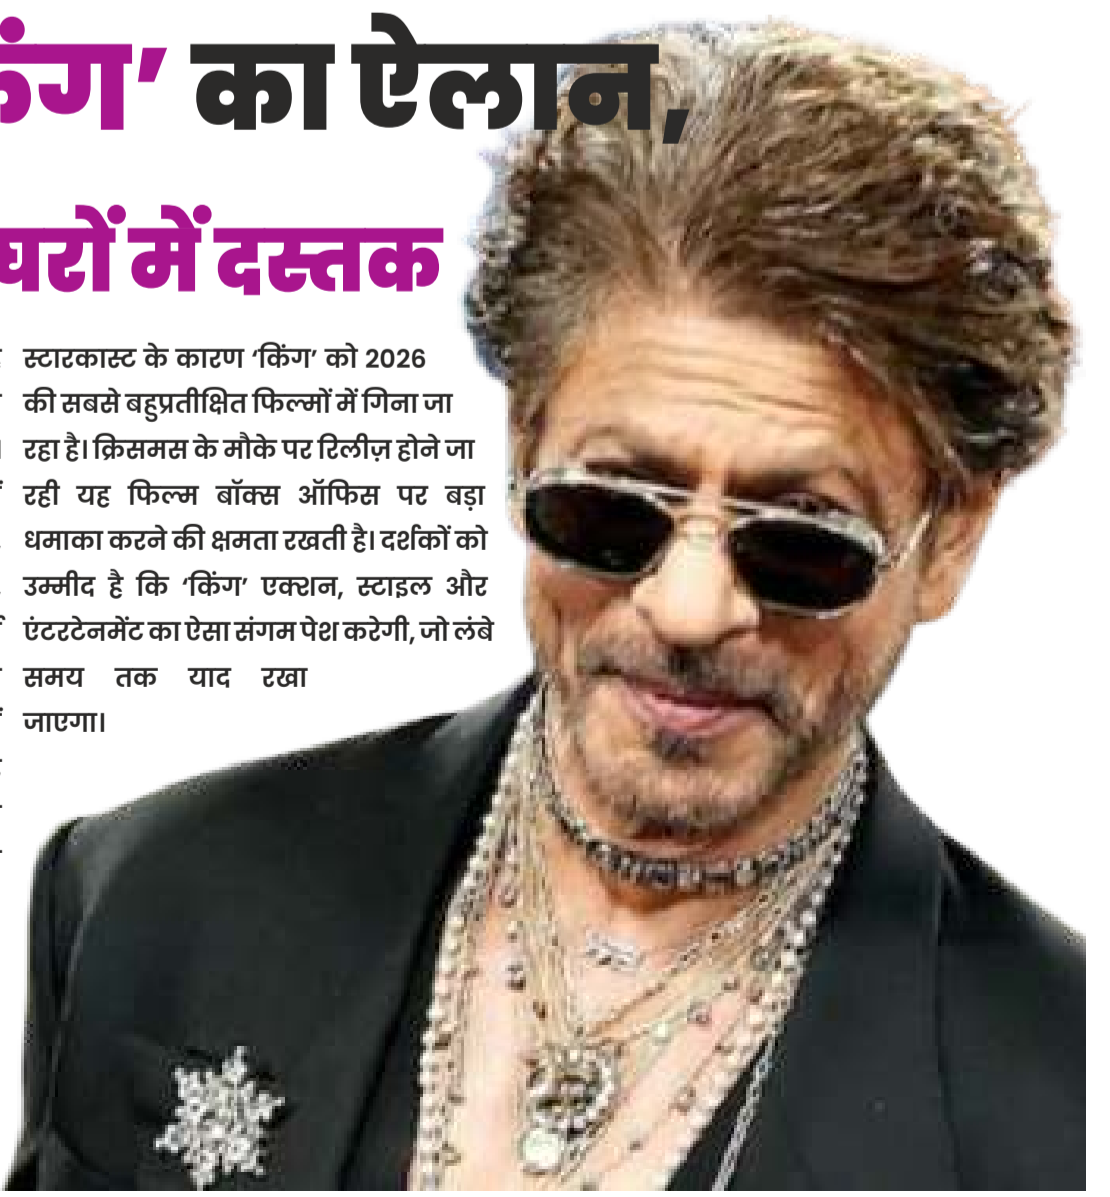 किंग’ का ऐलान,
घरों में दस्तक
स्टारकास्ट के कारण ‘किंग’ को 2026
की सबसे बहुप्रतीक्षित फिल्मों में गिना जा
रहा है। क्रिसमस के मौके पर रिलीज़ होने जा
रही यह फिल्म बॉक्स ऑफिस पर बड़ा
धमाका करने की क्षमता रखती है। दर्शकों को
उम्मीद है कि ‘किंग’ एक्शन, स्टाइल और
एंटरटेनमेंट का ऐसा संगम पेश करेगी, जो लंबे
समय तक याद रखा
जाएगा।